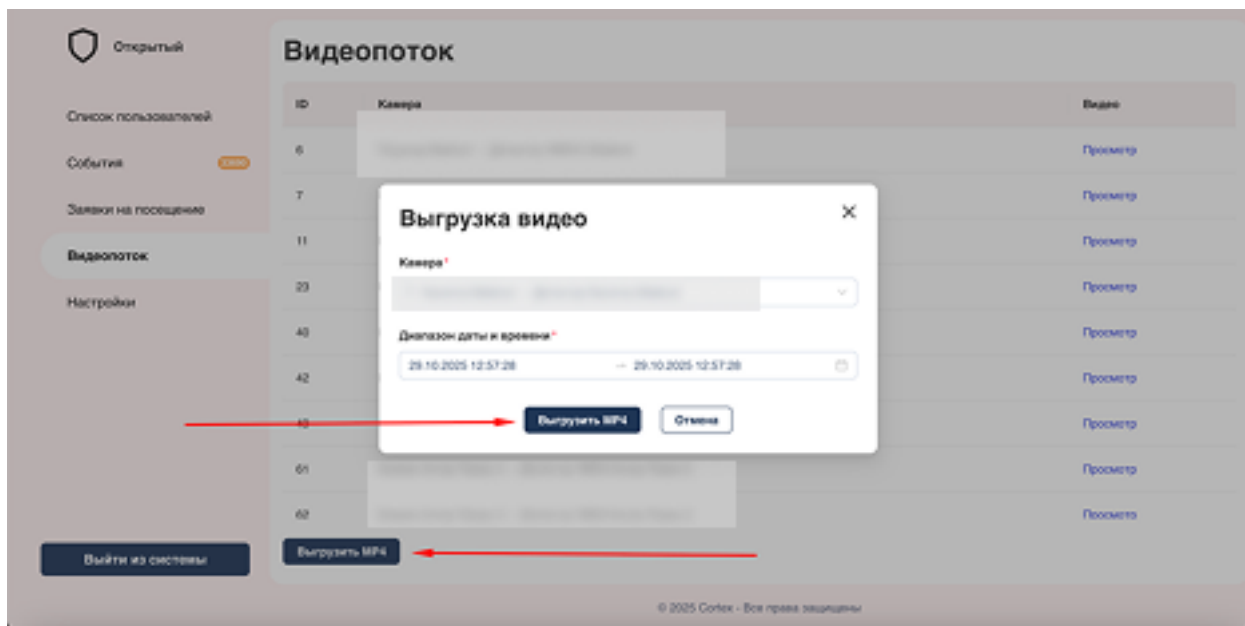 Открытый
Видеопоток
ID Камера Видео
Список пользователей
6 Просмотр
События
7 Просмотр
Заявки на посещение
Выгрузка видео
11 Просмотр
Видеопоток
Камера*
23 Просмотр
Настройки
40 Просмотр
Диапазон даты и времени*
29.10.2025 12:57:28 → 29.10.2025 12:57:28
42 Просмотр
Выгрузить MP4 Отмена
Просмотр
61 Просмотр
62 Просмотр
Выгрузить MP4
Выйти из системы
© 2025 Cortex - Все права защищены